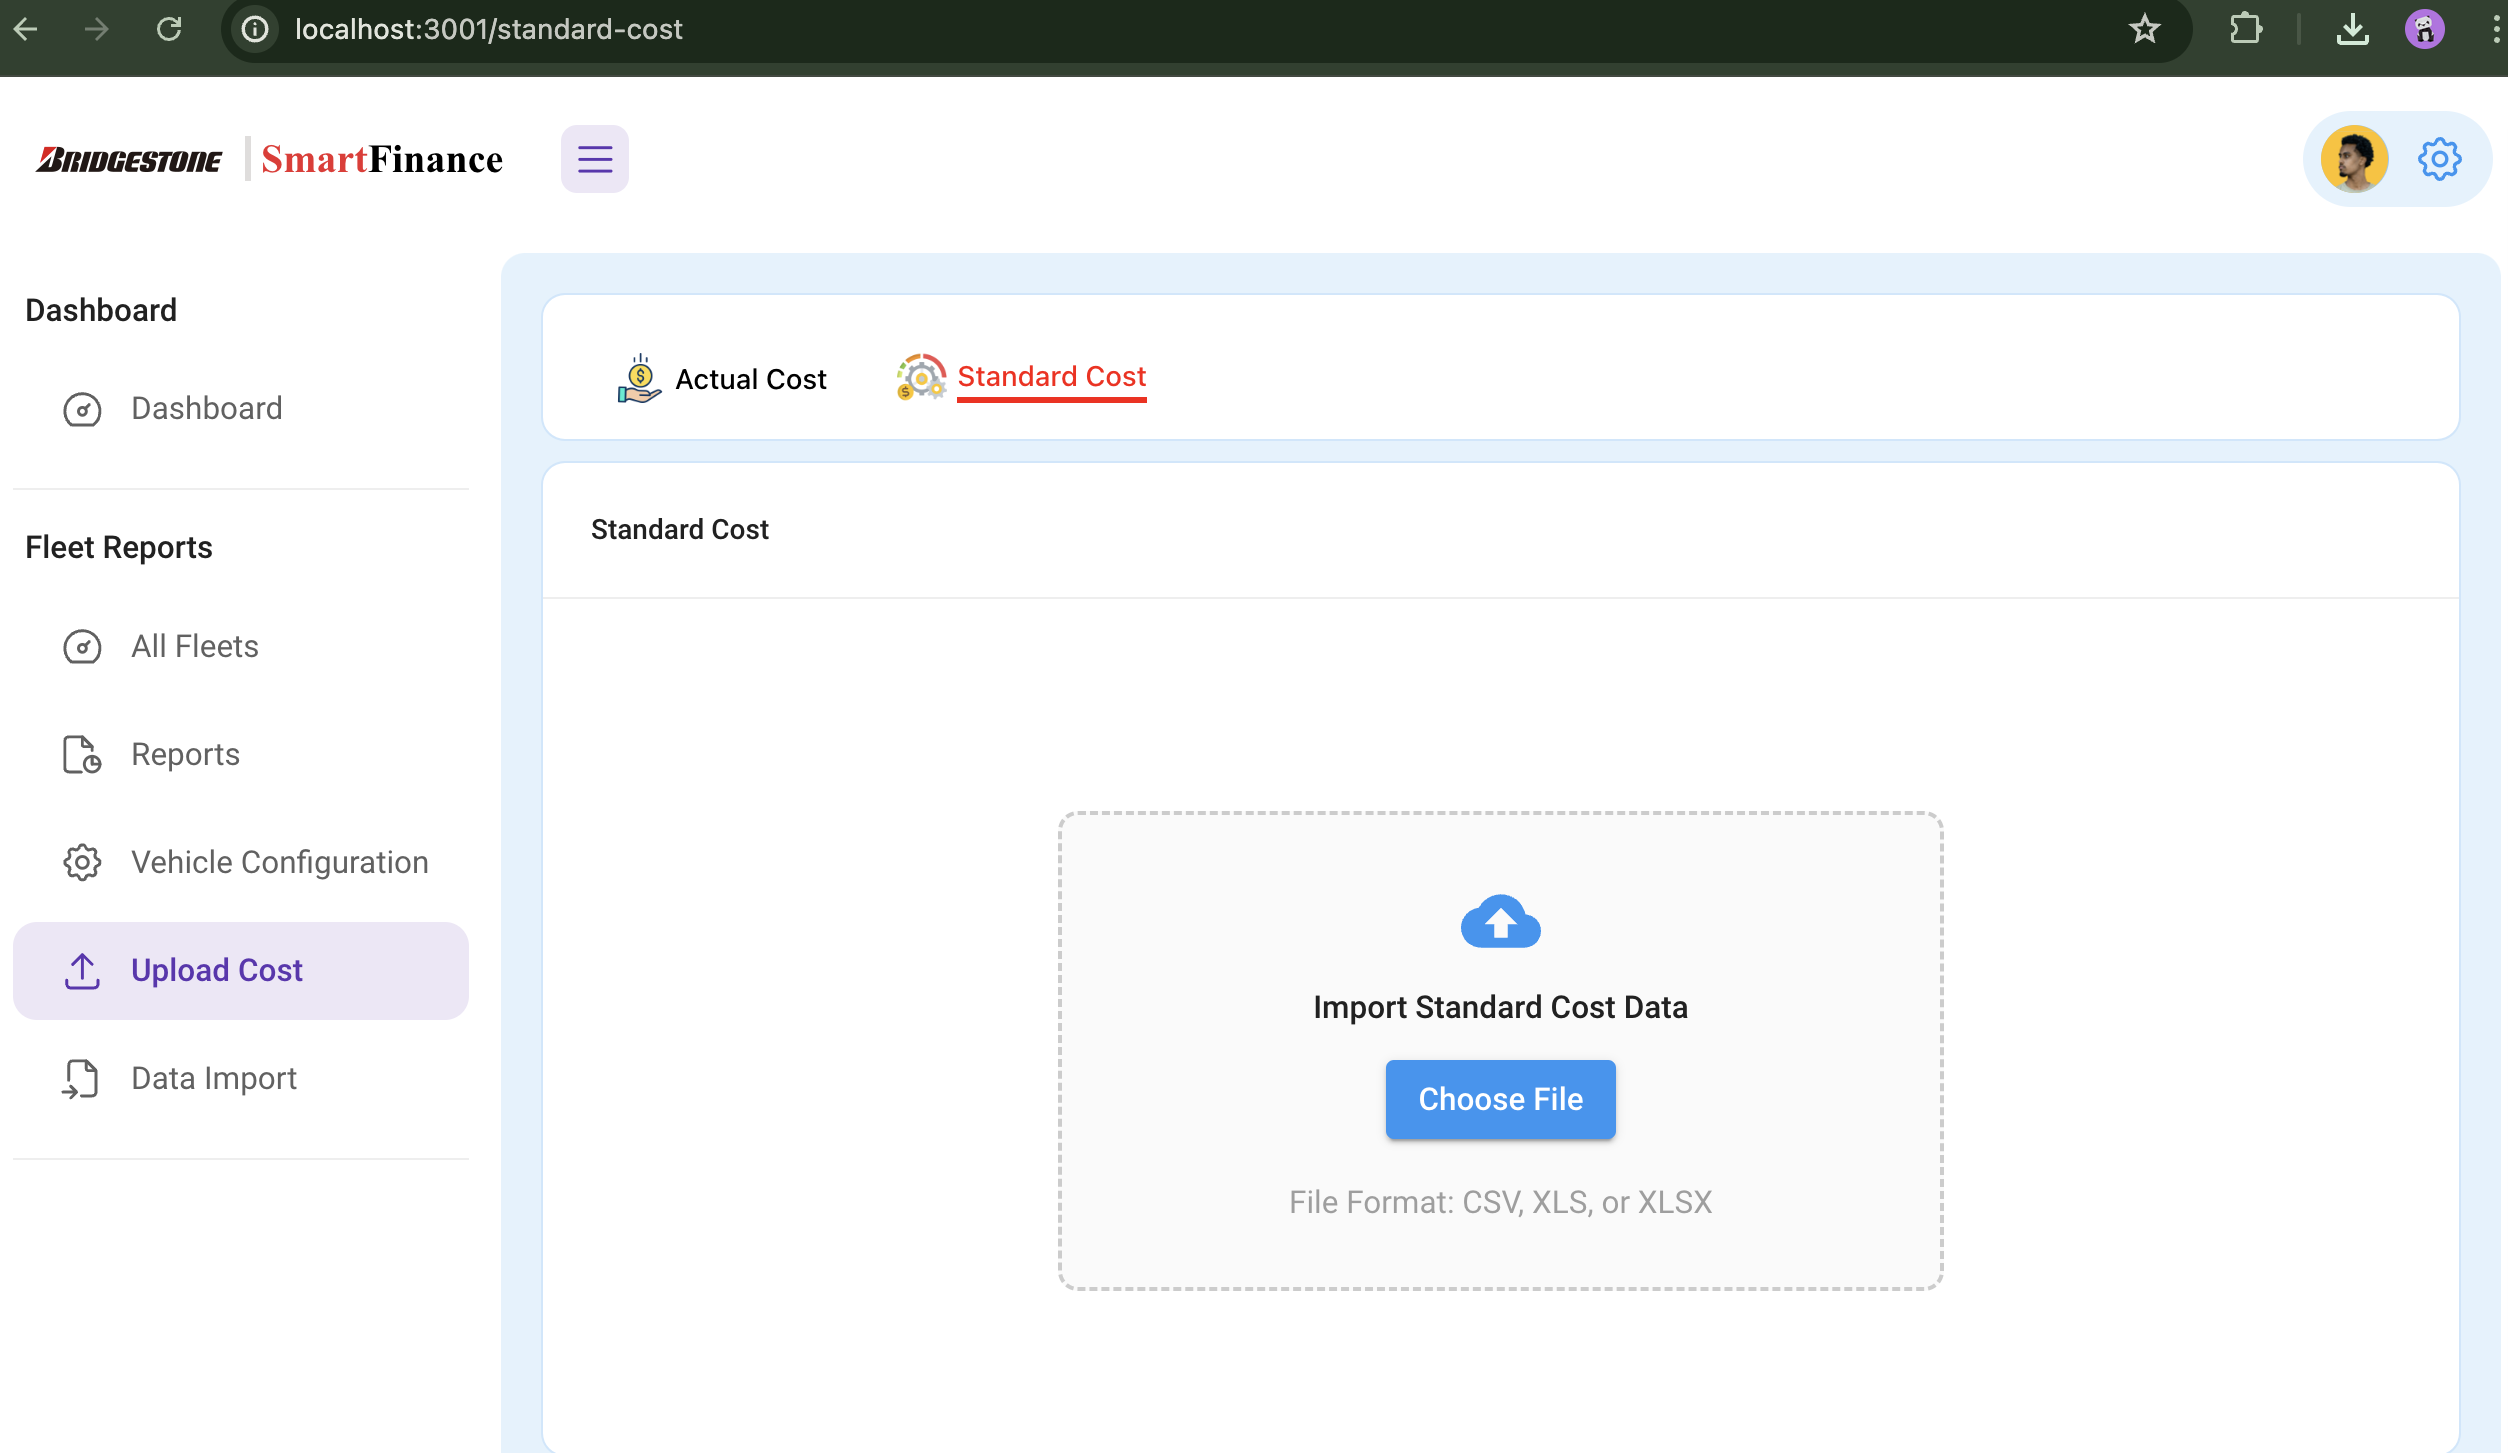 localhost:3001/standard-cost
BRIDGESTONE
SmartFinance
Dashboard
Dashboard
Fleet Reports
All Fleets
Reports
Vehicle Configuration
Upload Cost
Data Import
Actual Cost
Standard Cost
Standard Cost
Import Standard Cost Data
Choose File
File Format: CSV, XLS, or XLSX